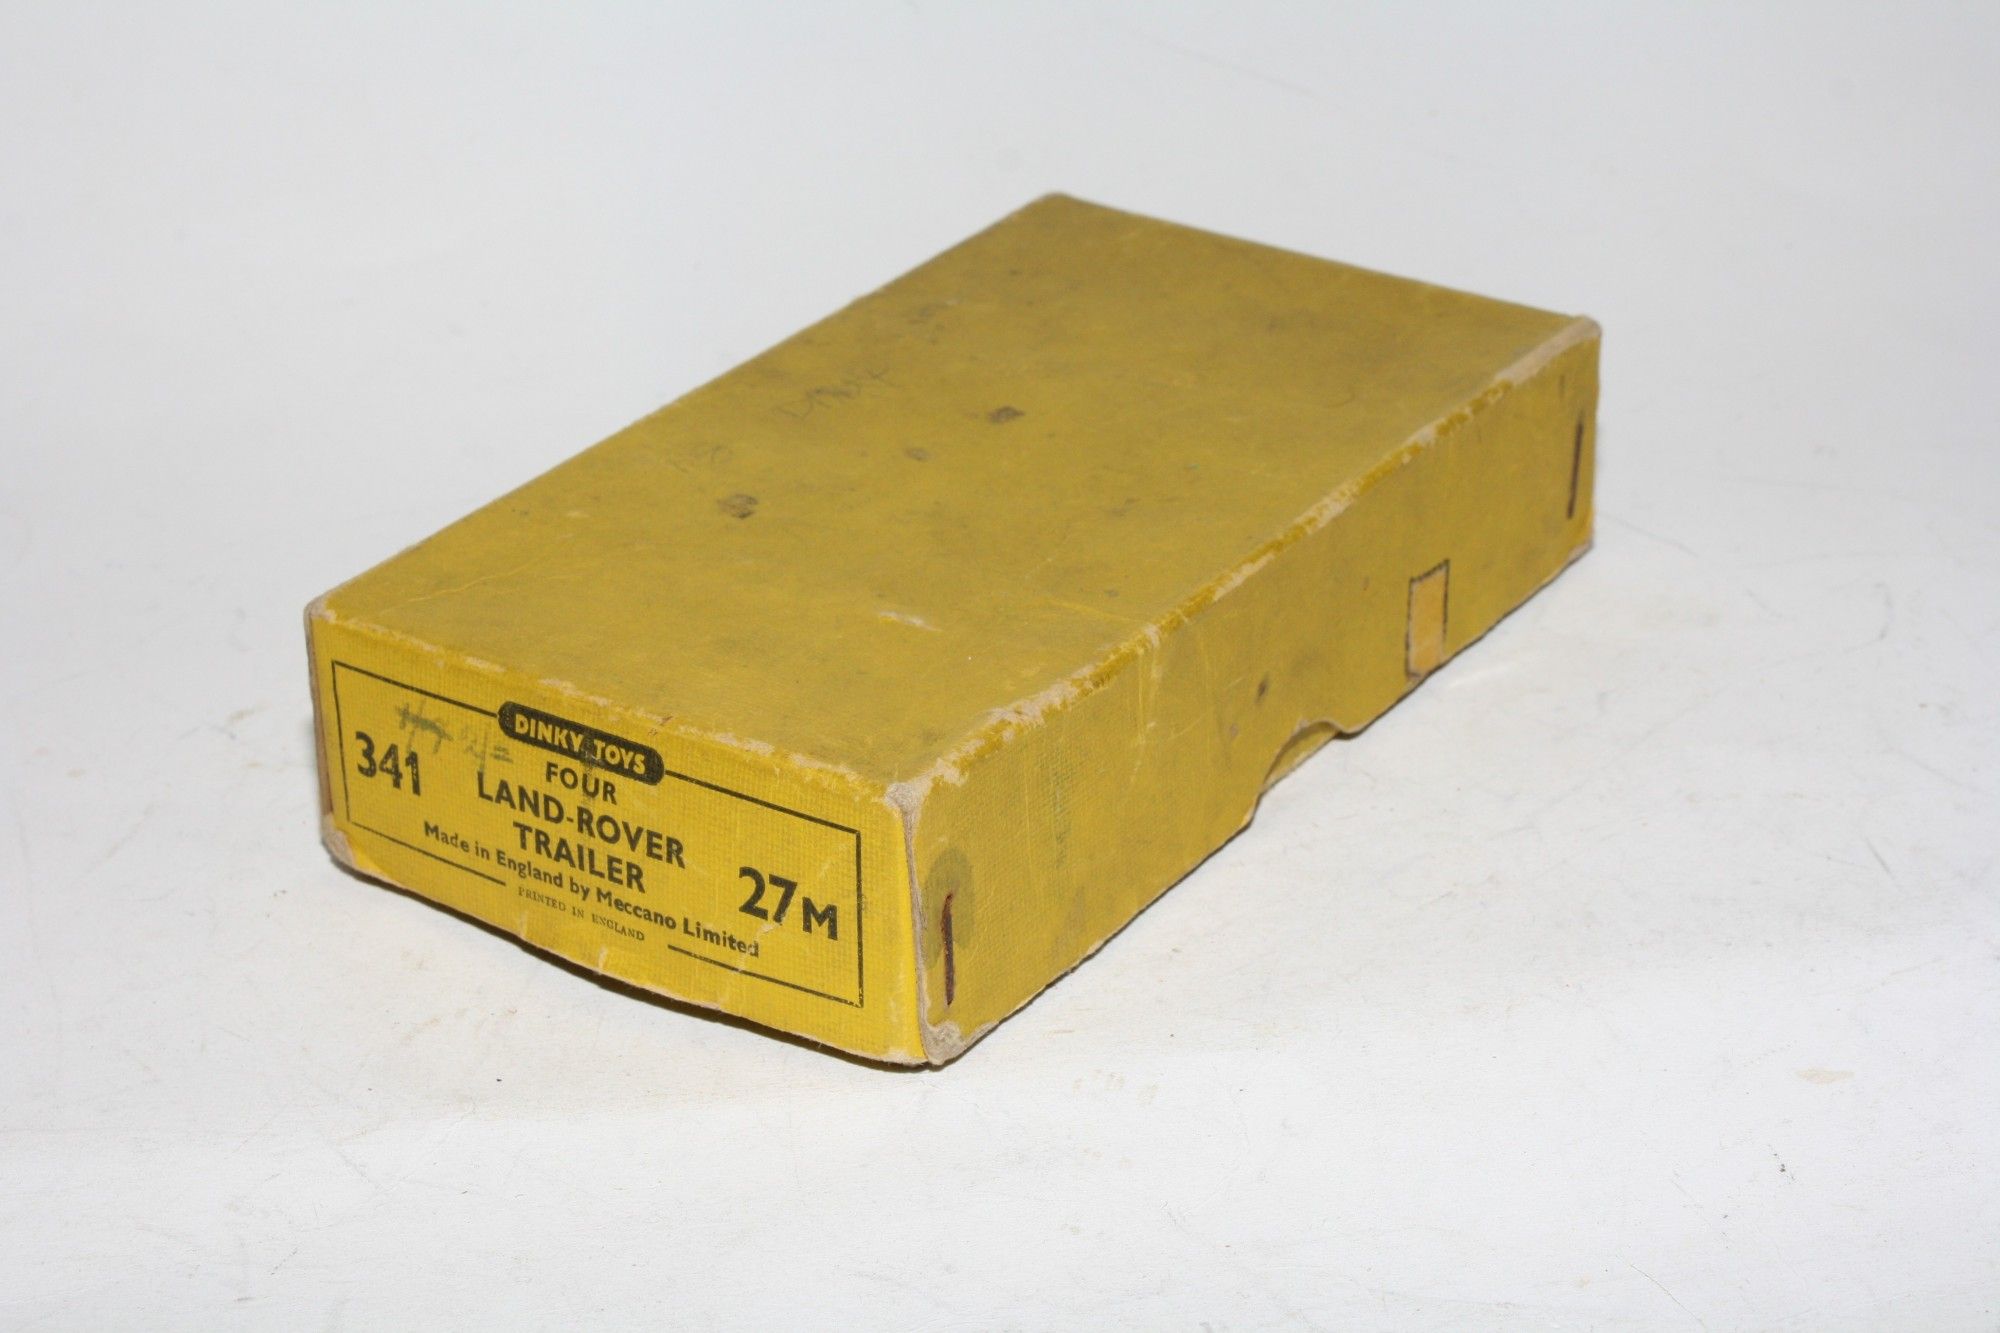 DINKY TOYS
341
FOUR
LAND-ROVER
TRAILER
27M
Made in England by Meccano Limited
PRINTED IN ENGLAND